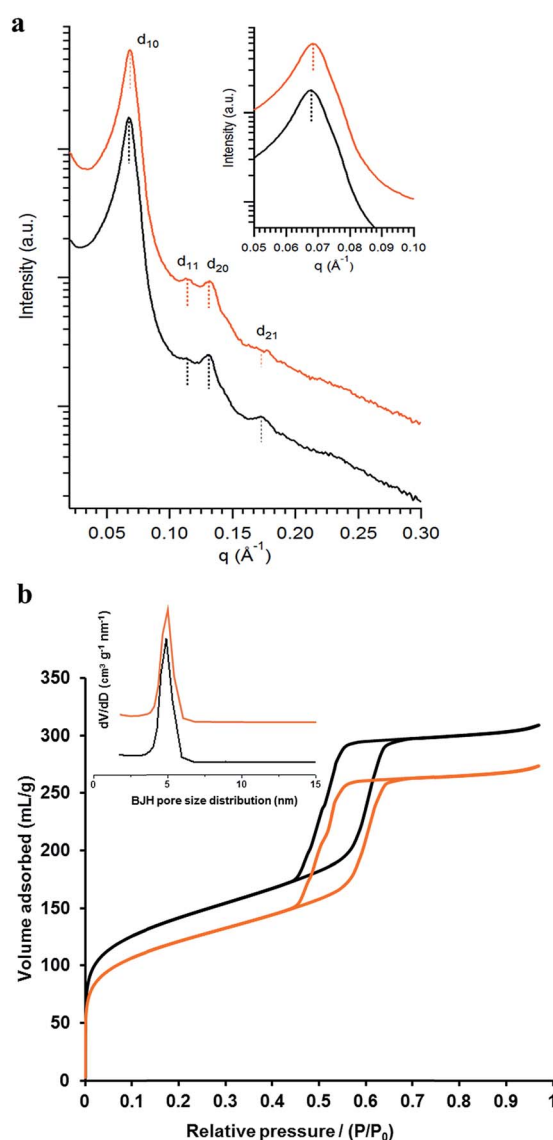 a
d10
d11
d20
d21
Intensity (a.u.)
0.05 0.10 0.15 0.20 0.25 0.30
q (Å-1)
Intensity (a.u.)
0.05 0.06 0.07 0.08 0.09 0.10
q (Å-1)
b
dV/dD (cm³ g-1 nm-1)
0 5 10 15
BJH pore size distribution (nm)
Volume adsorbed (mL/g)
350
300
250
200
150
100
50
0
0 0.1 0.2 0.3 0.4 0.5 0.6 0.7 0.8 0.9 1
Relative pressure / (P/P0)